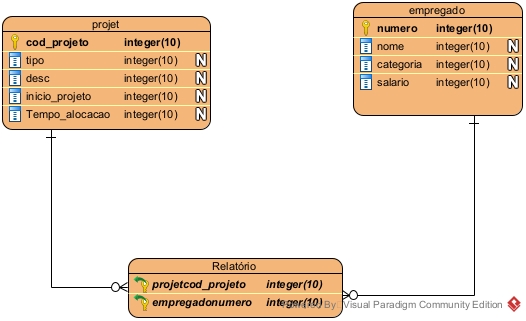 projet
cod_projeto integer(10)
tipo integer(10) N
desc integer(10) N
inicio_projeto integer(10) N
Tempo_alocacao integer(10) N
empregado
numero integer(10)
nome integer(10) N
categoria integer(10) N
salario integer(10) N
Relatório
projetcod_projeto integer(10)
empregadonumero integer(10)
Powered By Visual Paradigm Community Edition